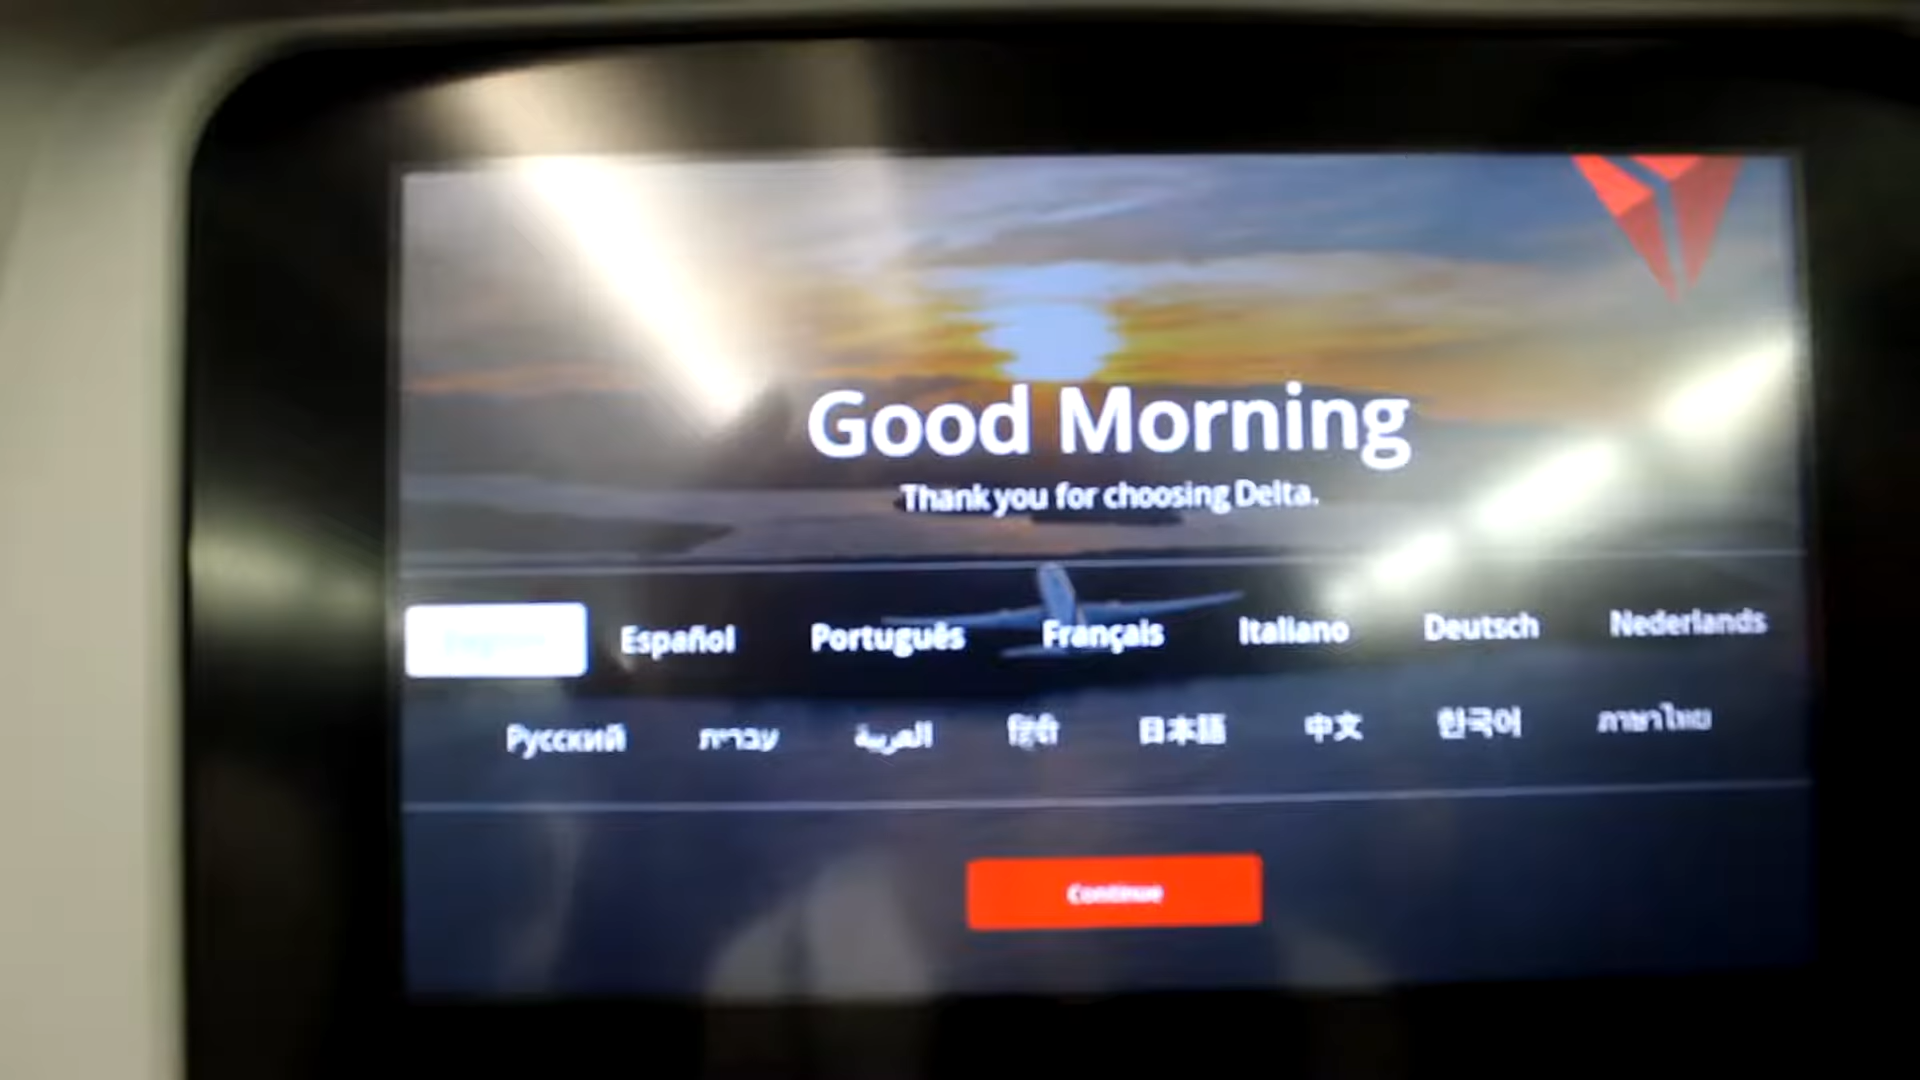 Good Morning
Thank you for choosing Delta.
Español Português Français Italiano Deutsch Nederlands
Русский עברית العربية हिंदी 日本語 中文 한국어 ภาษาไทย
Continue